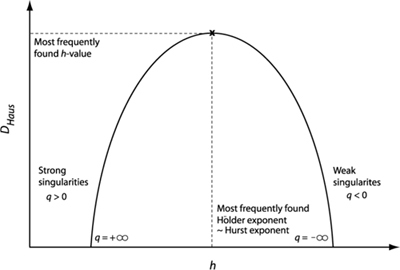 Most frequently
found h-value
D_Haus
Strong
singularities
q > 0
Weak
singularites
q < 0
Most frequently found
Hölder exponent
~ Hurst exponent
q = +∞
q = -∞
h